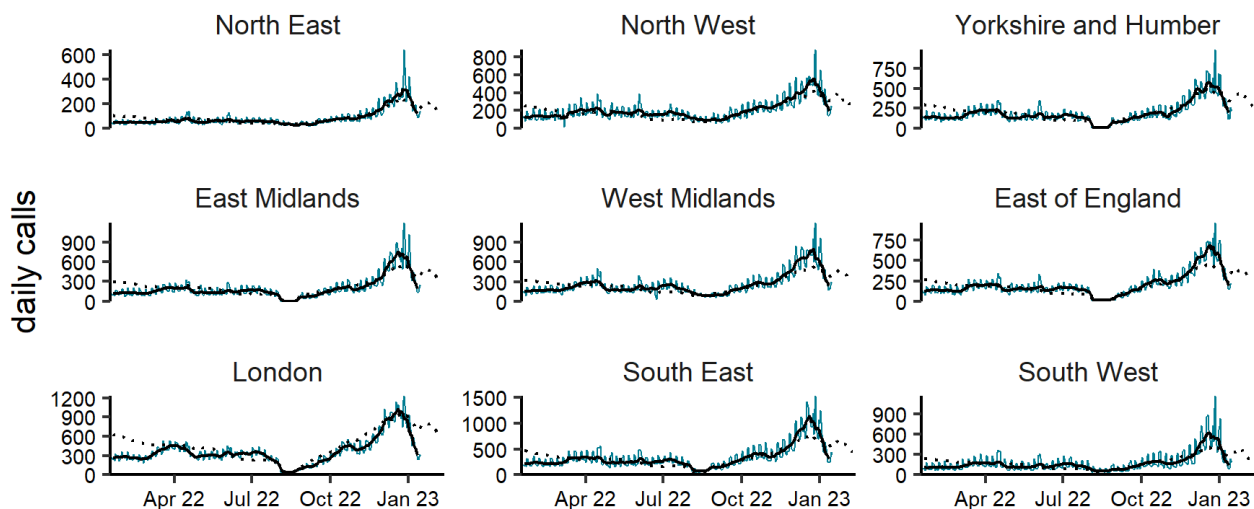 North East
North West
Yorkshire and Humber
600
400
200
0
800
600
400
200
0
750
500
250
0
East Midlands
West Midlands
East of England
900
600
300
0
900
600
300
0
750
500
250
0
daily calls
London
South East
South West
1200
900
600
300
0
1500
1000
500
0
900
600
300
0
Apr 22 Jul 22 Oct 22 Jan 23
Apr 22 Jul 22 Oct 22 Jan 23
Apr 22 Jul 22 Oct 22 Jan 23